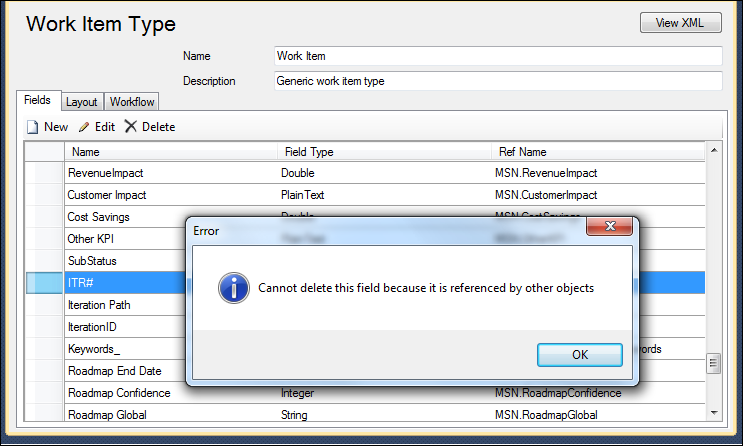 Work Item Type
View XML
Name Work Item
Description Generic work item type
Fields Layout Workflow
New Edit Delete
Name Field Type Ref Name
RevenueImpact Double MSN.RevenueImpact
Customer Impact PlainText MSN.CustomerImpact
Cost Savings Double MSN.CostSavings
Other KPI PlainText MSN.OtherKPI
SubStatus
ITR#
Iteration Path
IterationID
Keywords_ words
Roadmap End Date
Roadmap Confidence Integer MSN.RoadmapConfidence
Roadmap Global String MSN.RoadmapGlobal
Error
Cannot delete this field because it is referenced by other objects
OK